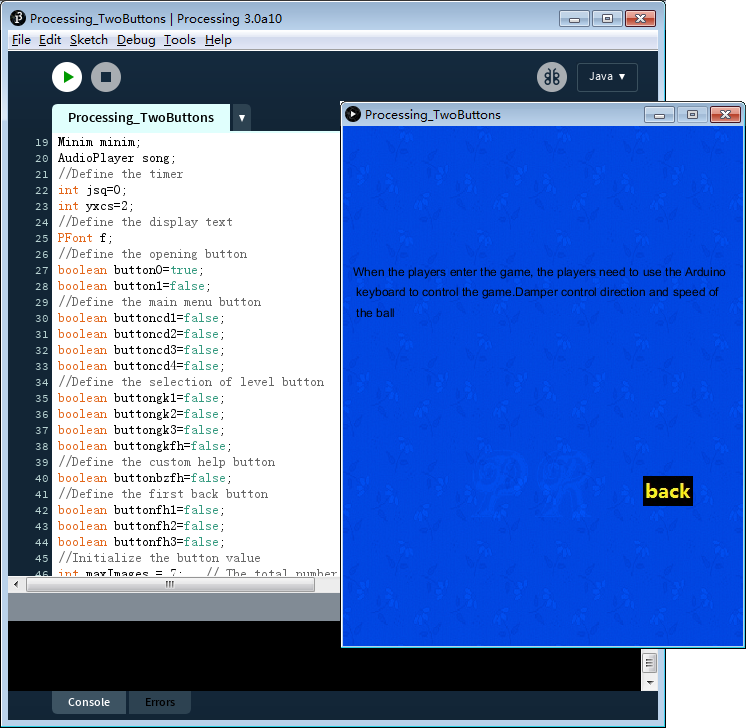 Processing_TwoButtons | Processing 3.0a10
File Edit Sketch Debug Tools Help
Java ▼
Processing_TwoButtons ▼
19 Minim minim;
20 AudioPlayer song;
21 //Define the timer
22 int jsq=0;
23 int yxcs=2;
24 //Define the display text
25 PFont f;
26 //Define the opening button
27 boolean button0=true;
28 boolean button1=false;
29 //Define the main menu button
30 boolean buttoncd1=false;
31 boolean buttoncd2=false;
32 boolean buttoncd3=false;
33 boolean buttoncd4=false;
34 //Define the selection of level button
35 boolean buttongk1=false;
36 boolean buttongk2=false;
37 boolean buttongk3=false;
38 boolean buttongkfh=false;
39 //Define the custom help button
40 boolean buttonbzfh=false;
41 //Define the first back button
42 boolean buttonfh1=false;
43 boolean buttonfh2=false;
44 boolean buttonfh3=false;
45 //Initialize the button value
46 int maxImages = 7; // The total number
Console Errors
Processing_TwoButtons
When the players enter the game, the players need to use the Arduino
keyboard to control the game.Damper control direction and speed of
the ball
back